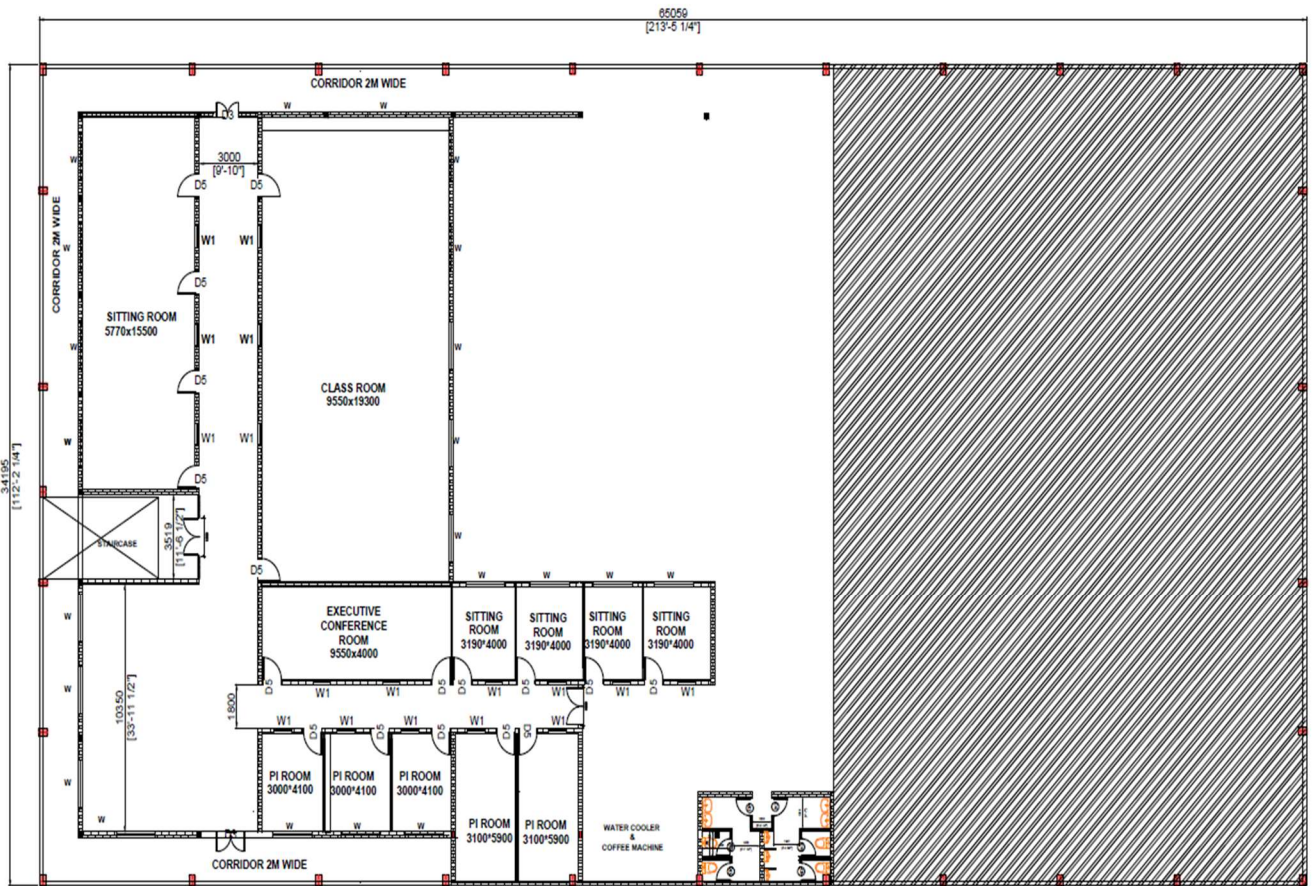 65059
[213'-5 1/4"]
CORRIDOR 2M WIDE
W
W
D3
W
W
3000
[9'-10"]
D5
D5
CORRIDOR 2M WIDE
W1
W1
W
W
D5
SITTING ROOM
5770x15500
W1
W1
W
W
D5
CLASS ROOM
9550x19300
W1
W1
W
W
34195
[112'-2 1/4"]
D5
3519
[11'-6 1/2"]
STAIRCASE
W
D5
W
W
W
W
W
EXECUTIVE
CONFERENCE
ROOM
9550x4000
SITTING
ROOM
3190*4000
SITTING
ROOM
3190*4000
SITTING
ROOM
3190*4000
SITTING
ROOM
3190*4000
W
D5
W1
W1
D5
D5
W1
D5
W1
D5
W1
D5
W1
10350
[33'-11 1/2"]
1800
W1
D5
W1
D5
W1
D5
W1
D5
D5
W1
W
PI ROOM
3000*4100
PI ROOM
3000*4100
PI ROOM
3000*4100
PI ROOM
3100*5900
PI ROOM
3100*5900
W
WATER COOLER
&
COFFEE MACHINE
CORRIDOR 2M WIDE